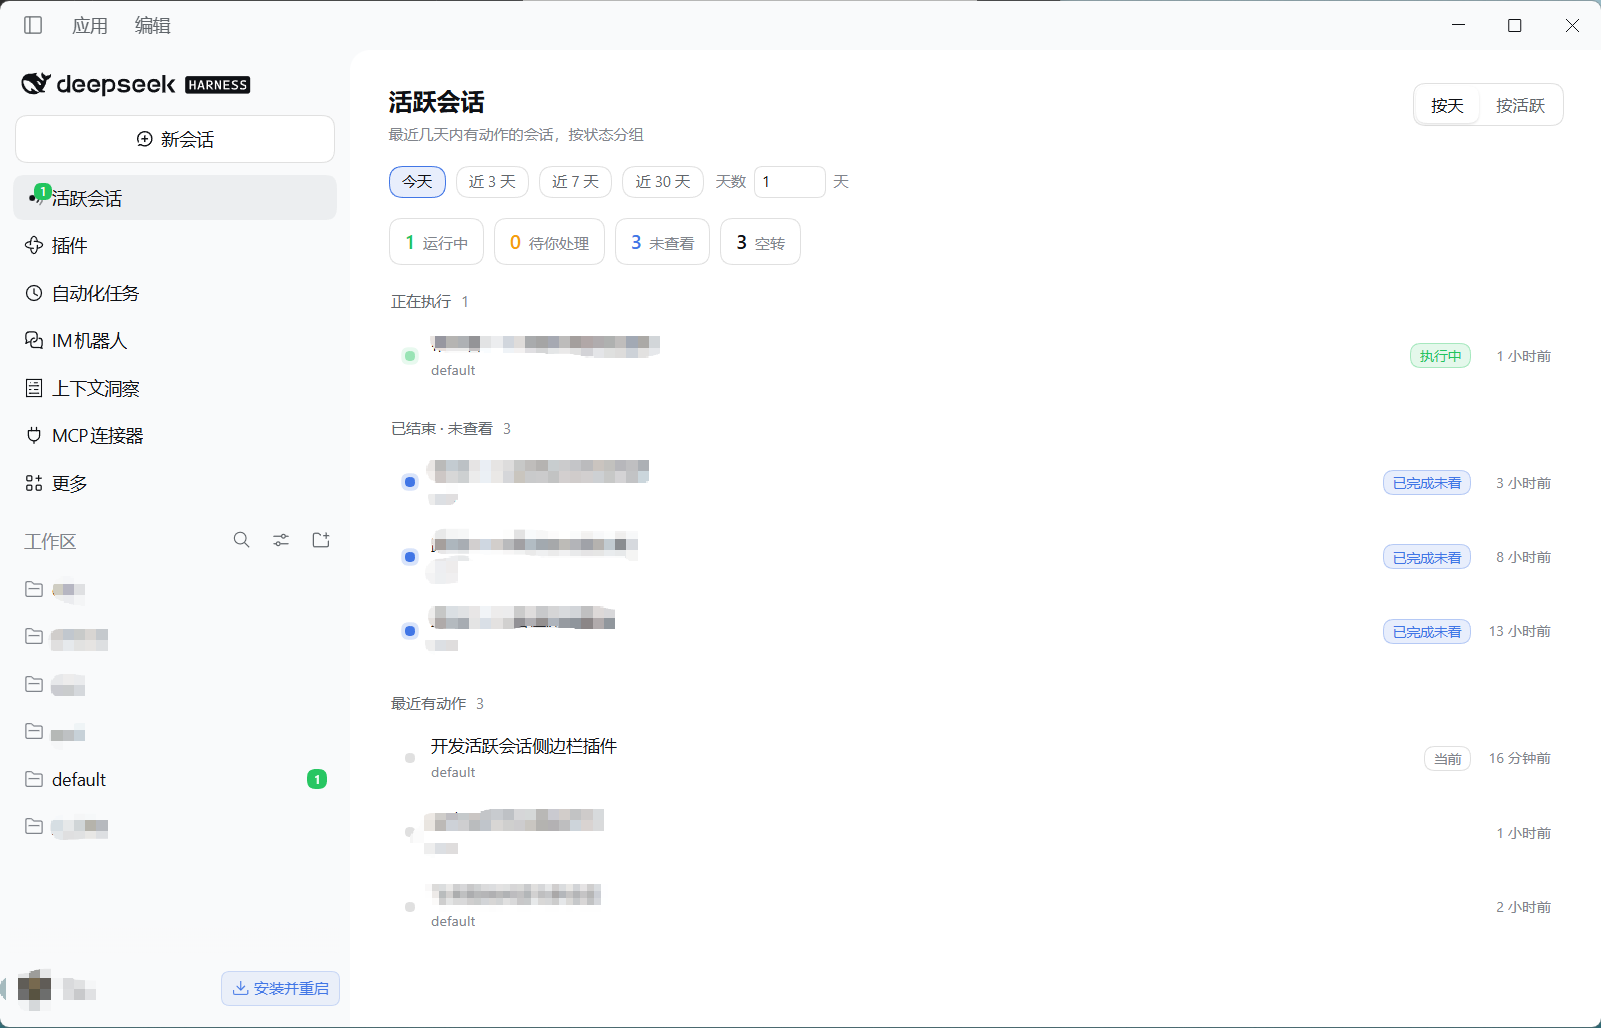 应用 编辑
deepseek HARNESS
新会话
1
活跃会话
插件
自动化任务
IM机器人
上下文洞察
MCP连接器
更多
工作区
default 1
安装并重启
活跃会话
最近几天内有动作的会话，按状态分组
按天 按活跃
今天 近 3 天 近 7 天 近 30 天 天数 1 天
1 运行中 0 待你处理 3 未查看 3 空转
正在执行 1
default
执行中 1 小时前
已结束 · 未查看 3
已完成未看 3 小时前
已完成未看 8 小时前
已完成未看 13 小时前
最近有动作 3
开发活跃会话侧边栏插件
default
当前 16 分钟前
1 小时前
default
2 小时前